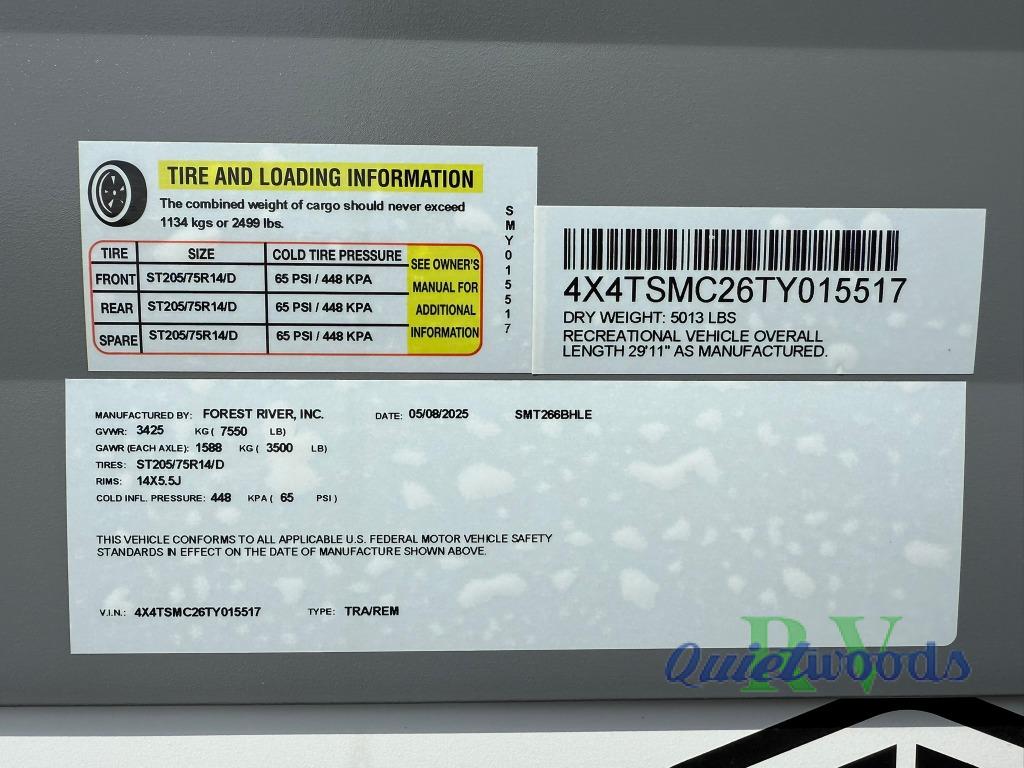 TIRE AND LOADING INFORMATION
The combined weight of cargo should never exceed
1134 kgs or 2499 lbs.
TIRE SIZE COLD TIRE PRESSURE
FRONT ST205/75R14/D 65 PSI / 448 KPA
REAR ST205/75R14/D 65 PSI / 448 KPA
SPARE ST205/75R14/D 65 PSI / 448 KPA
SEE OWNER'S
MANUAL FOR
ADDITIONAL
INFORMATION
SMY015517
4X4TSMC26TY015517
DRY WEIGHT: 5013 LBS
RECREATIONAL VEHICLE OVERALL
LENGTH 29'11" AS MANUFACTURED.
MANUFACTURED BY: FOREST RIVER, INC. DATE: 05/08/2025 SMT266BHLE
GVWR: 3425 KG ( 7550 LB)
GAWR (EACH AXLE): 1588 KG ( 3500 LB)
TIRES: ST205/75R14/D
RIMS: 14X5.5J
COLD INFL. PRESSURE: 448 KPA ( 65 PSI )
THIS VEHICLE CONFORMS TO ALL APPLICABLE U.S. FEDERAL MOTOR VEHICLE SAFETY
STANDARDS IN EFFECT ON THE DATE OF MANUFACTURE SHOWN ABOVE.
V.I.N.: 4X4TSMC26TY015517 TYPE: TRA/REM
Quietwoods RV